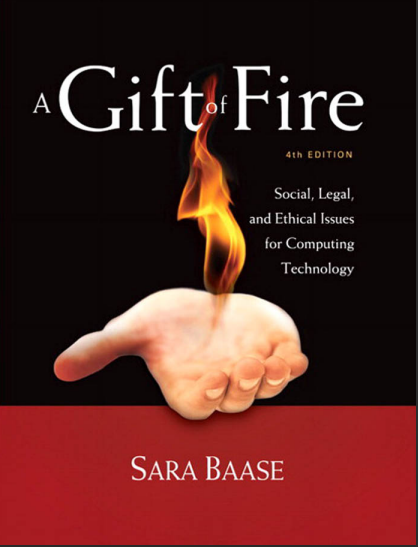 A Gift of Fire
4th EDITION
Social, Legal,
and Ethical Issues
for Computing
Technology
SARA BAASE